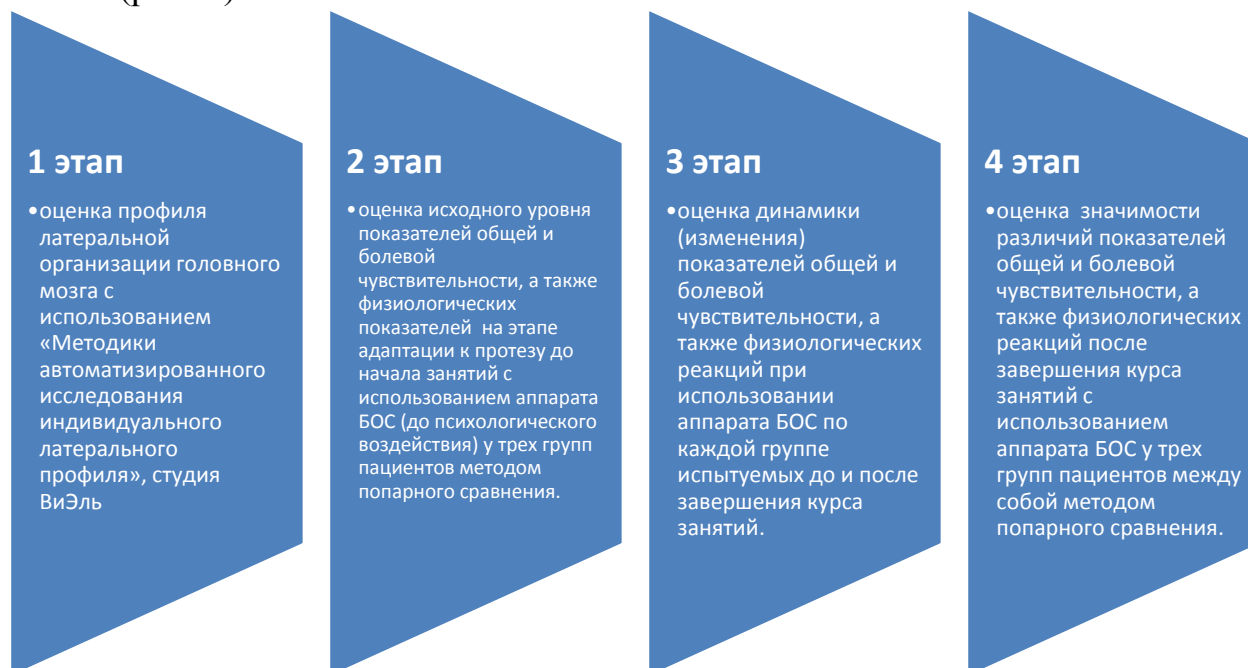 1 этап
•оценка профиля
латеральной
организации головного
мозга с
использованием
«Методики
автоматизированного
исследования
индивидуального
латерального
профиля», студия
ВиЭль
2 этап
•оценка исходного уровня
показателей общей и
болевой
чувствительности, а также
физиологических
показателей на этапе
адаптации к протезу до
начала занятий с
использованием аппарата
БОС (до психологического
воздействия) у трех групп
пациентов методом
попарного сравнения.
3 этап
•оценка динамики
(изменения)
показателей общей и
болевой
чувствительности, а
также физиологических
реакций при
использовании
аппарата БОС по
каждой группе
испытуемых до и после
завершения курса
занятий.
4 этап
•оценка значимости
различий показателей
общей и болевой
чувствительности, а
также физиологических
реакций после
завершения курса
занятий с
использованием
аппарата БОС у трех
групп пациентов между
собой методом
попарного сравнения.